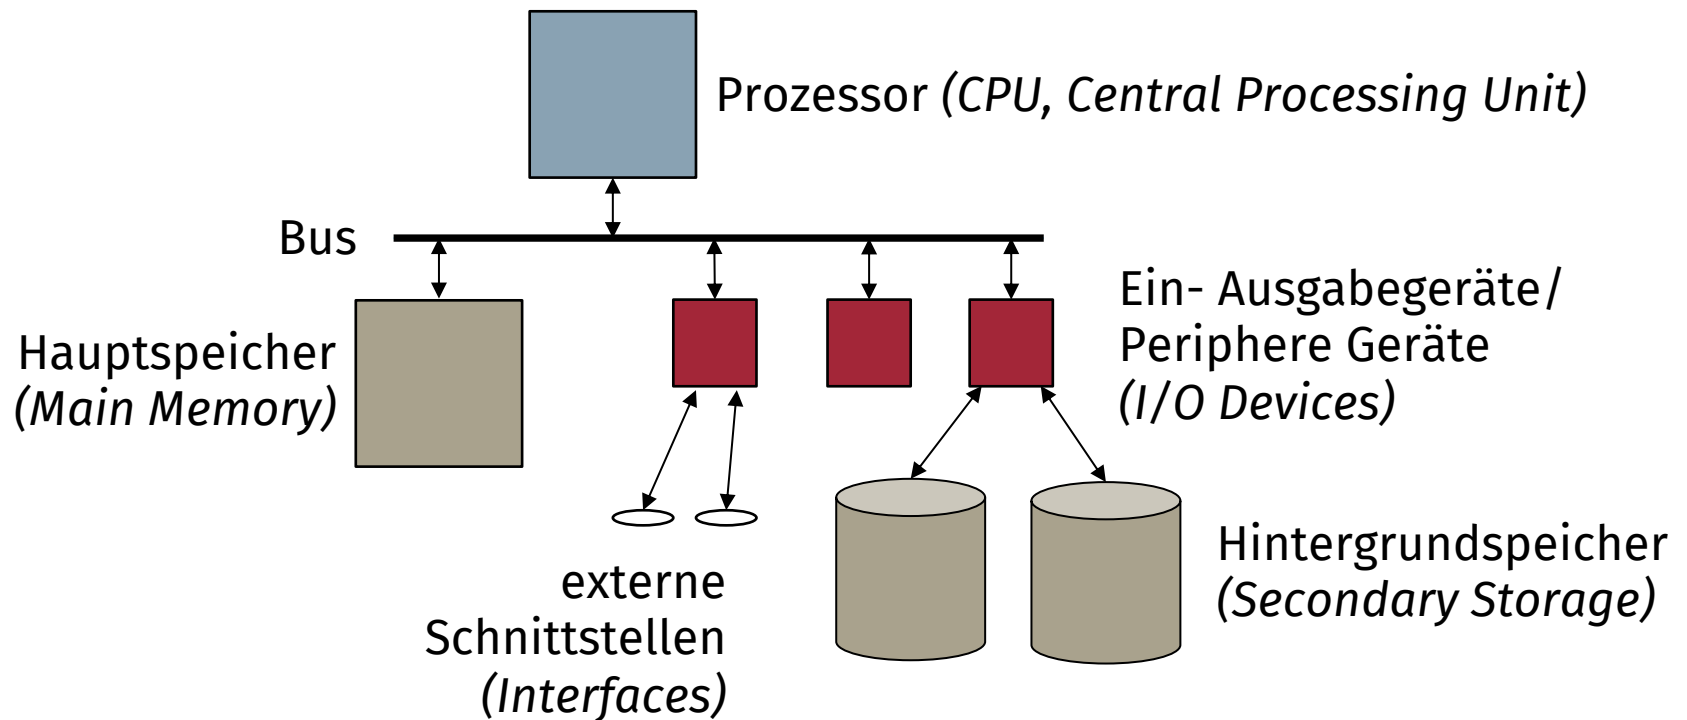 Prozessor (CPU, Central Processing Unit)
Bus
Hauptspeicher
(Main Memory)
Ein- Ausgabegeräte/
Periphere Geräte
(I/O Devices)
externe
Schnittstellen
(Interfaces)
Hintergrundspeicher
(Secondary Storage)